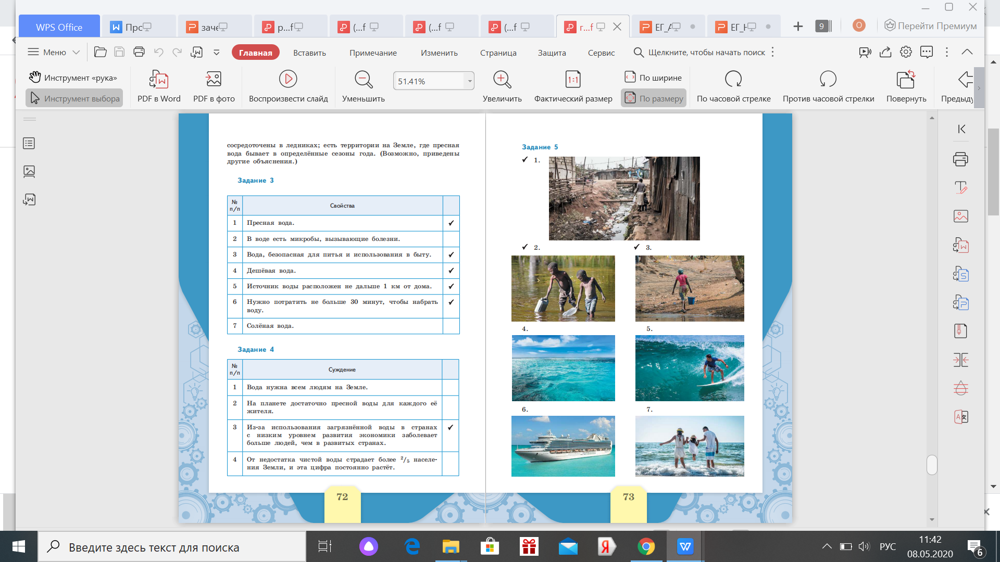 WPS Office
Прс
заче
р...f
(...f
(...f
(...f
г...f
ЕГ_А
ЕГ_Н
9
О
Перейти Премиум
Меню
Главная
Вставить
Примечание
Изменить
Страница
Защита
Сервис
Щелкните, чтобы начать поиск
Инструмент «рука»
Инструмент выбора
PDF в Word
PDF в фото
Воспроизвести слайд
Уменьшить
51.41%
Увеличить
1:1
Фактический размер
По ширине
По размеру
По часовой стрелке
Против часовой стрелки
Повернуть
Предыду
сосредоточены в ледниках; есть территории на Земле, где пресная
вода бывает в определённые сезоны года. (Возможно, приведены
другие объяснения.)
Задание 3
№ п/п
Свойства
1 Пресная вода. ✓
2 В воде есть микробы, вызывающие болезни.
3 Вода, безопасная для питья и использования в быту. ✓
4 Дешёвая вода. ✓
5 Источник воды расположен не дальше 1 км от дома. ✓
6 Нужно потратить не больше 30 минут, чтобы набрать ✓
воду.
7 Солёная вода.
Задание 4
№ п/п
Суждение
1 Вода нужна всем людям на Земле.
2 На планете достаточно пресной воды для каждого её
жителя.
3 Из-за использования загрязнённой воды в странах ✓
с низким уровнем развития экономики заболевает
больше людей, чем в развитых странах.
4 От недостатка чистой воды страдает более 2/5 населе-
ния Земли, и эта цифра постоянно растёт.
72
Задание 5
✓ 1.
✓ 2.
✓ 3.
4.
5.
6.
7.
73
Введите здесь текст для поиска
РУС
11:42
08.05.2020
6